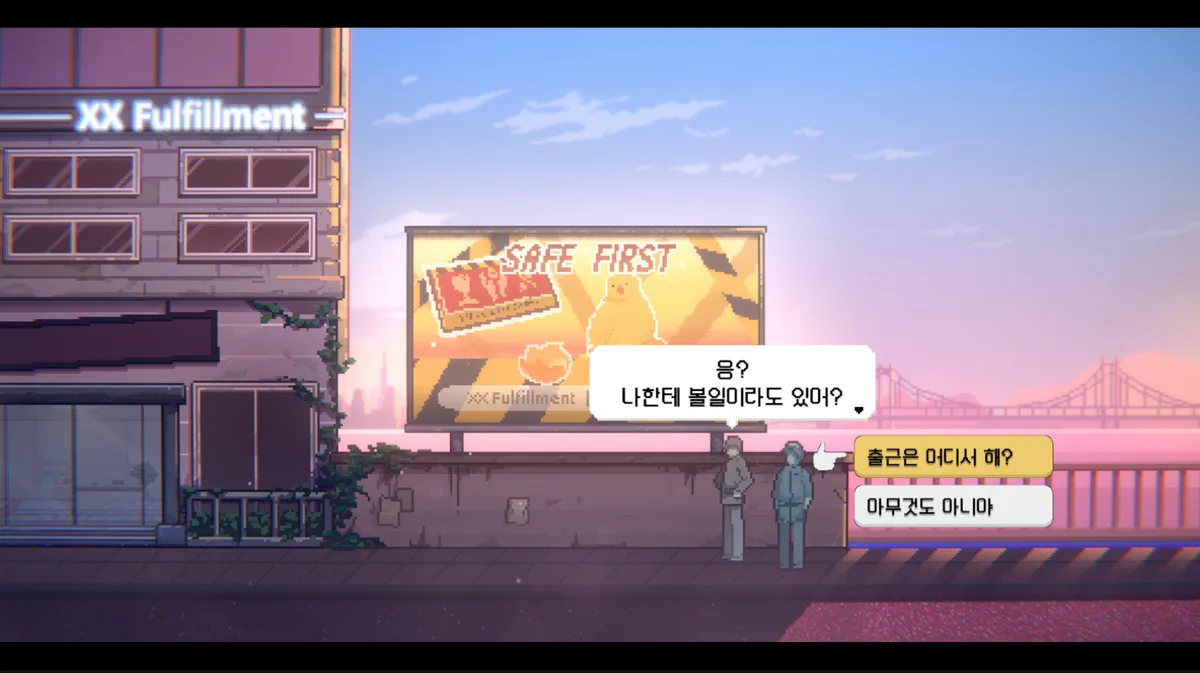 XX Fulfillment
SAFE FIRST
XX Fulfillment
응?
나한테 볼일이라도 있어?
출근은 어디서 해?
아무것도 아니야